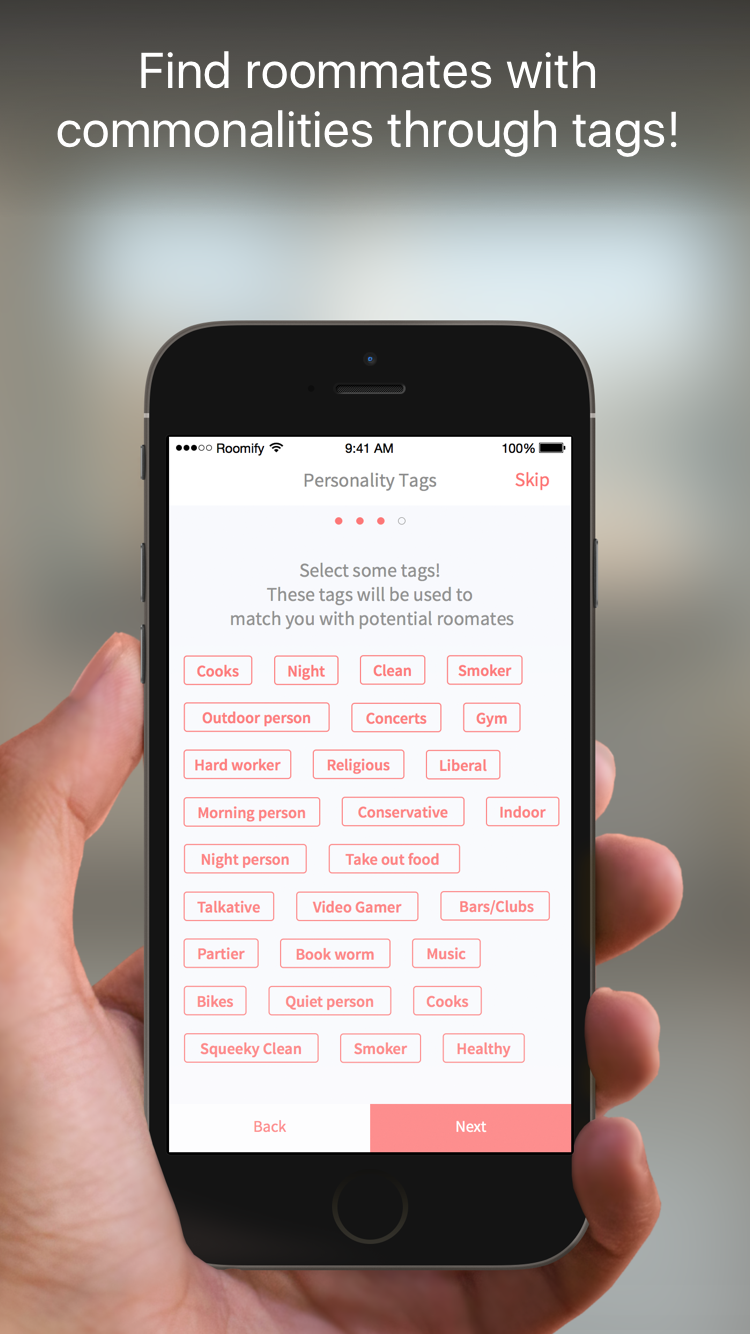 Find roommates with
commonalities through tags!
Roomify 9:41 AM 100%
Personality Tags Skip
Select some tags!
These tags will be used to
match you with potential roomates
Cooks Night Clean Smoker
Outdoor person Concerts Gym
Hard worker Religious Liberal
Morning person Conservative Indoor
Night person Take out food
Talkative Video Gamer Bars/Clubs
Partier Book worm Music
Bikes Quiet person Cooks
Squeeky Clean Smoker Healthy
Back Next